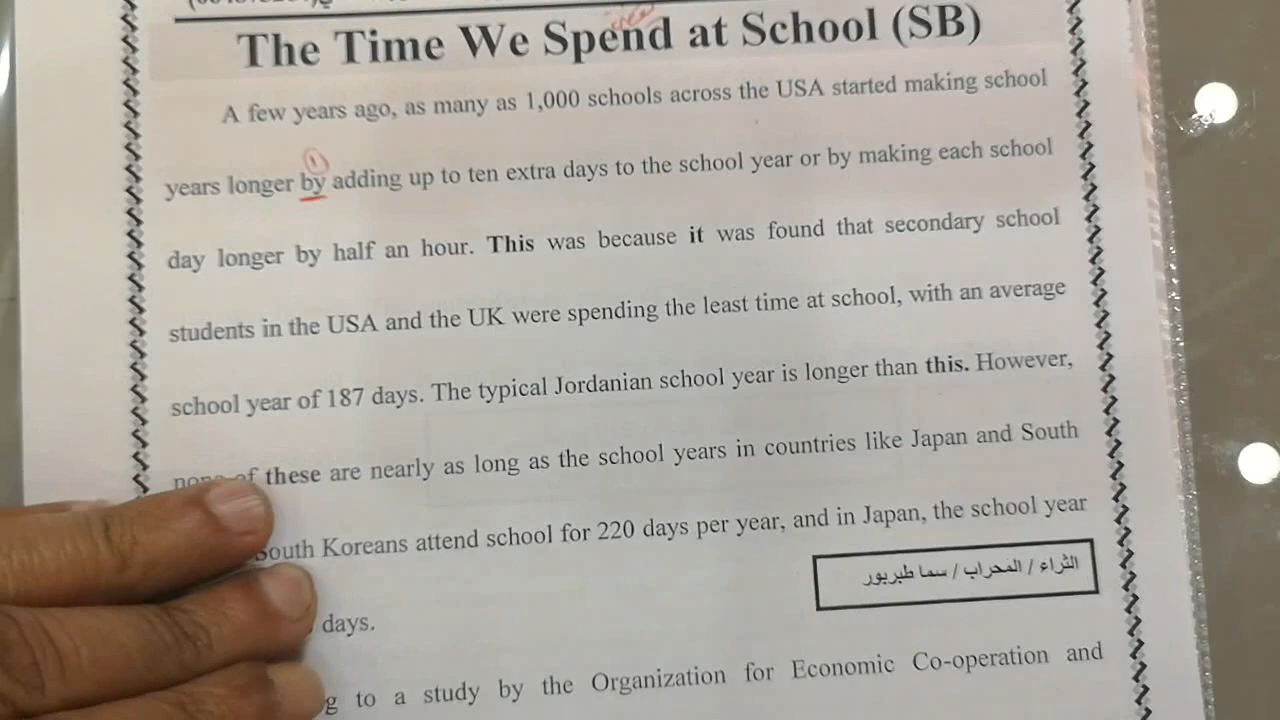 The Time We Spend at School (SB)
A few years ago, as many as 1,000 schools across the USA started making school
years longer by adding up to ten extra days to the school year or by making each school
day longer by half an hour. This was because it was found that secondary school
students in the USA and the UK were spending the least time at school, with an average
school year of 187 days. The typical Jordanian school year is longer than this. However,
none of these are nearly as long as the school years in countries like Japan and South
South Koreans attend school for 220 days per year, and in Japan, the school year
الثراء / المحراب / سما طبربور
days.
to a study by the Organization for Economic Co-operation and